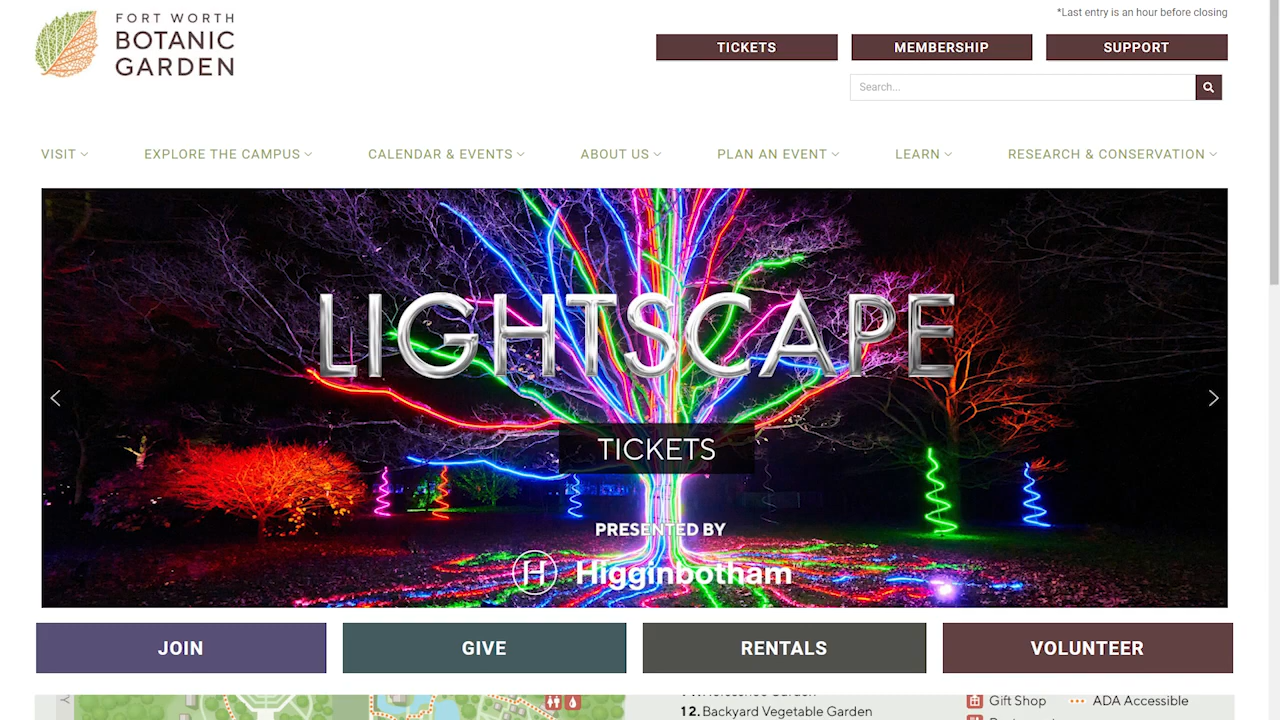 FORT WORTH
BOTANIC
GARDEN
*Last entry is an hour before closing
TICKETS
MEMBERSHIP
SUPPORT
Search...
VISIT
EXPLORE THE CAMPUS
CALENDAR & EVENTS
ABOUT US
PLAN AN EVENT
LEARN
RESEARCH & CONSERVATION
LIGHTSCAPE
TICKETS
PRESENTED BY
H Higginbotham
JOIN
GIVE
RENTALS
VOLUNTEER
12. Backyard Vegetable Garden
Gift Shop
ADA Accessible